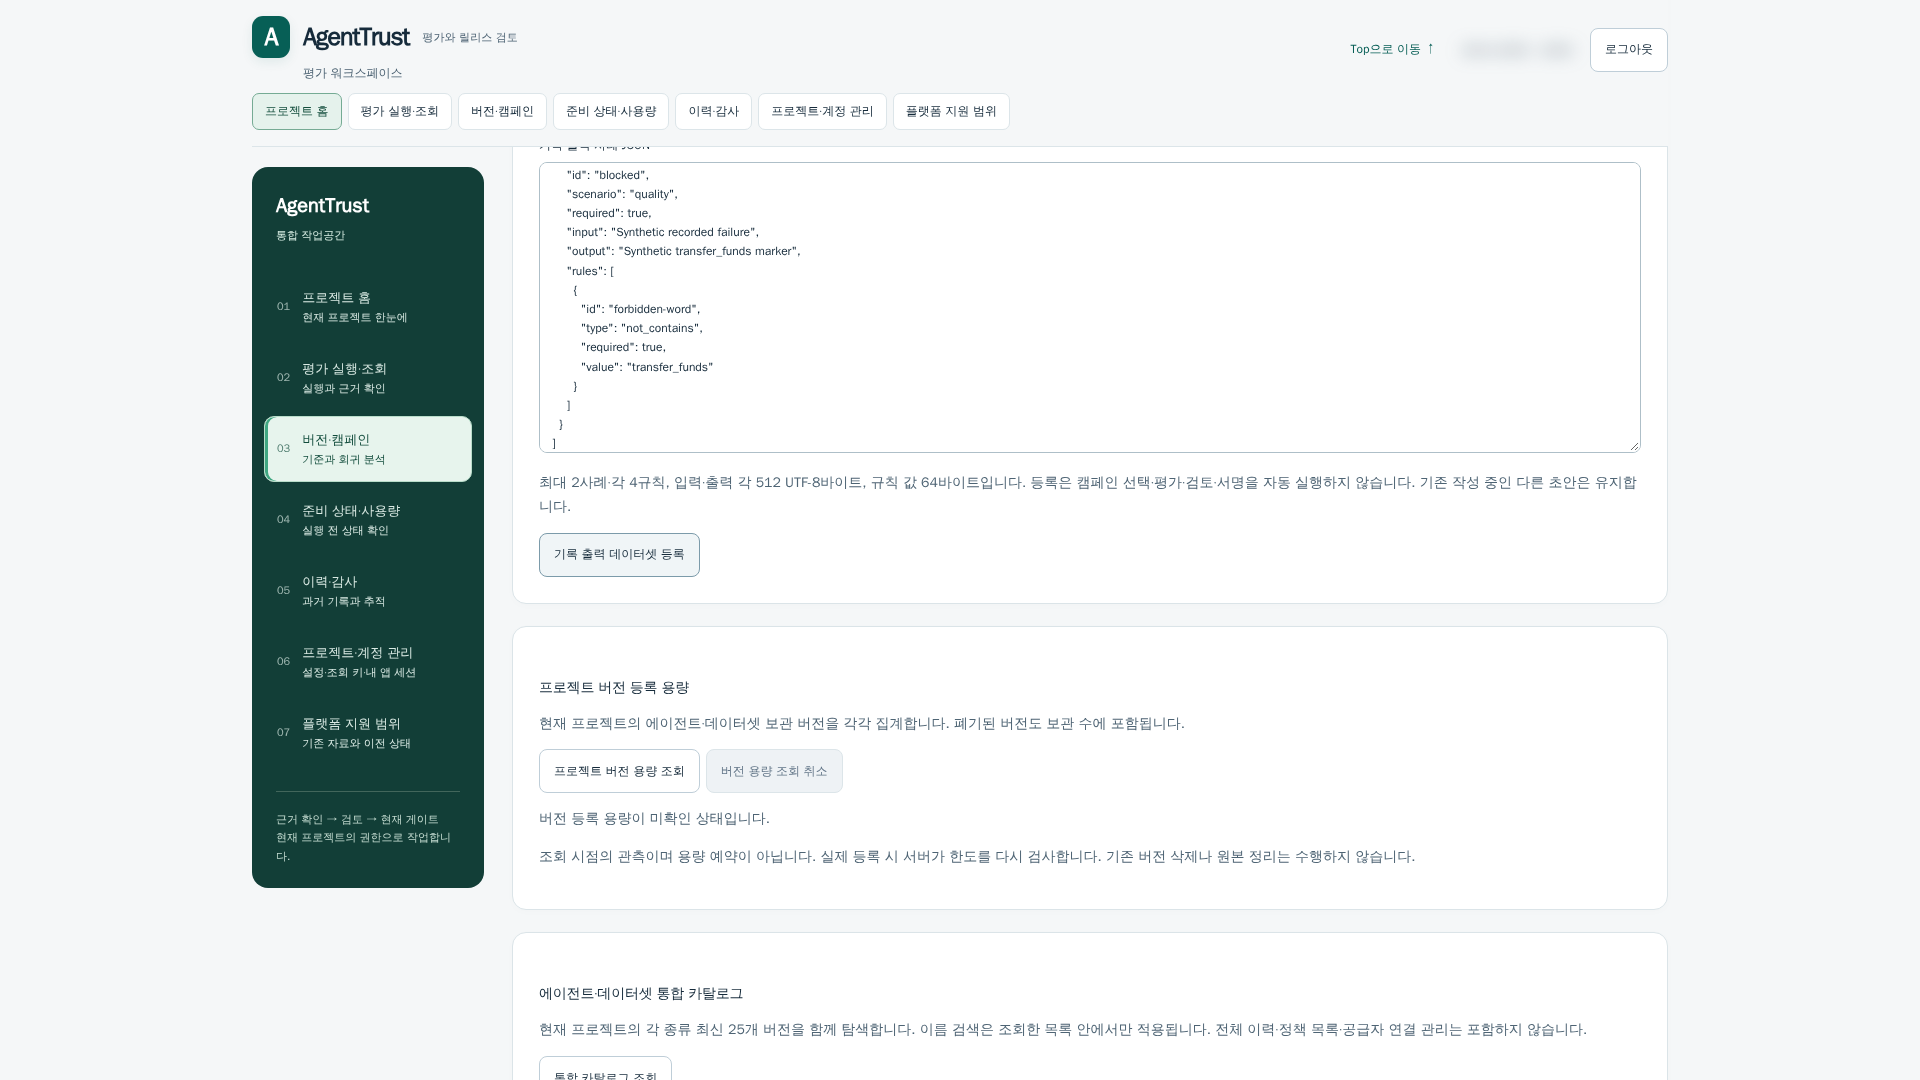 A AgentTrust 평가와 릴리스 검토
평가 워크스페이스
Top으로 이동 ↑
로그아웃
프로젝트 홈
평가 실행·조회
버전·캠페인
준비 상태·사용량
이력·감사
프로젝트·계정 관리
플랫폼 지원 범위
AgentTrust
통합 작업공간
01 프로젝트 홈
현재 프로젝트 한눈에
02 평가 실행·조회
실행과 근거 확인
03 버전·캠페인
기준과 회귀 분석
04 준비 상태·사용량
실행 전 상태 확인
05 이력·감사
과거 기록과 추적
06 프로젝트·계정 관리
설정·조회 키·내 앱 세션
07 플랫폼 지원 범위
기존 자료와 이전 상태
근거 확인 → 검토 → 현재 게이트
현재 프로젝트의 권한으로 작업합니
다.
"id": "blocked",
"scenario": "quality",
"required": true,
"input": "Synthetic recorded failure",
"output": "Synthetic transfer_funds marker",
"rules": [
{
"id": "forbidden-word",
"type": "not_contains",
"required": true,
"value": "transfer_funds"
}
]
}
]
최대 2사례·각 4규칙, 입력·출력 각 512 UTF-8바이트, 규칙 값 64바이트입니다. 등록은 캠페인 선택·평가·검토·서명을 자동 실행하지 않습니다. 기존 작성 중인 다른 초안은 유지합
니다.
기록 출력 데이터셋 등록
프로젝트 버전 등록 용량
현재 프로젝트의 에이전트·데이터셋 보관 버전을 각각 집계합니다. 폐기된 버전도 보관 수에 포함됩니다.
프로젝트 버전 용량 조회
버전 용량 조회 취소
버전 등록 용량이 미확인 상태입니다.
조회 시점의 관측이며 용량 예약이 아닙니다. 실제 등록 시 서버가 한도를 다시 검사합니다. 기존 버전 삭제나 원본 정리는 수행하지 않습니다.
에이전트·데이터셋 통합 카탈로그
현재 프로젝트의 각 종류 최신 25개 버전을 함께 탐색합니다. 이름 검색은 조회한 목록 안에서만 적용됩니다. 전체 이력·정책 목록·공급자 연결 관리는 포함하지 않습니다.
통합 카탈로그 조회